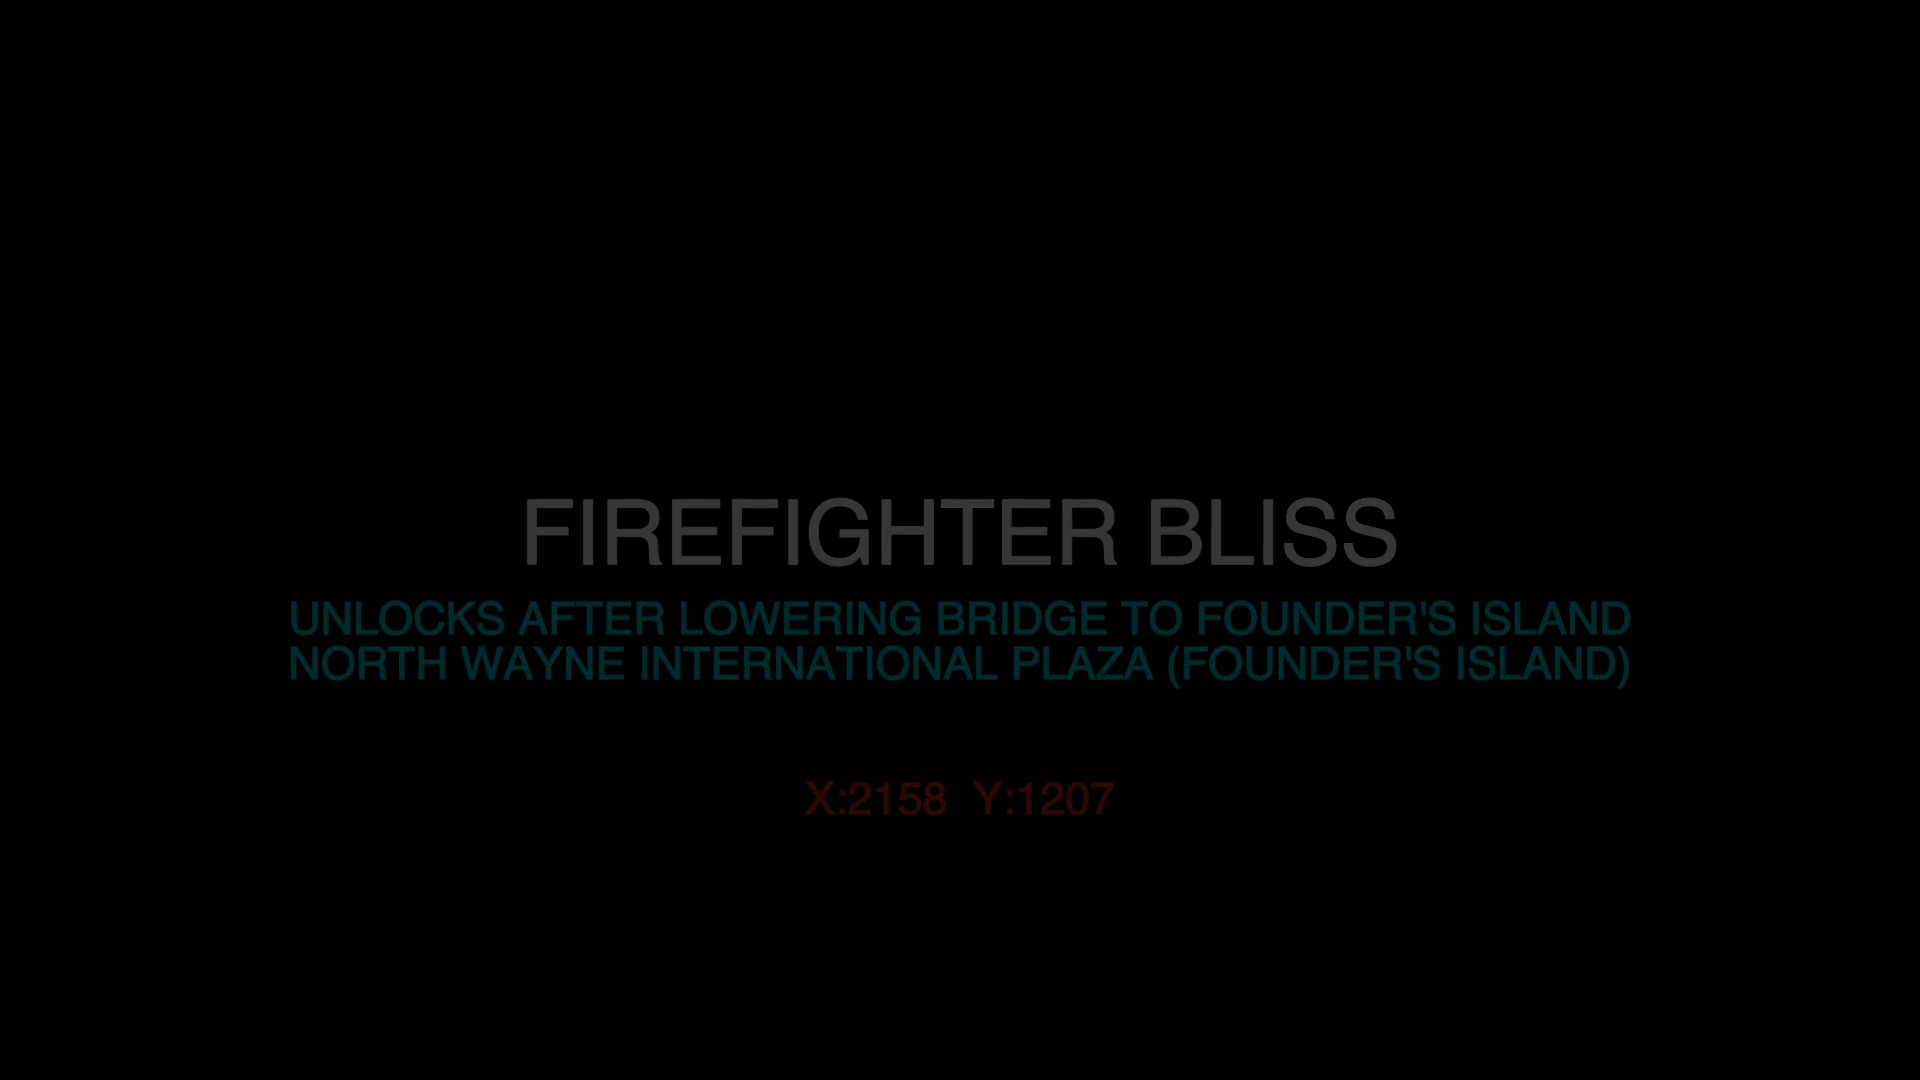 FIREFIGHTER BLISS
UNLOCKS AFTER LOWERING BRIDGE TO FOUNDER'S ISLAND
NORTH WAYNE INTERNATIONAL PLAZA (FOUNDER'S ISLAND)
X:2158  Y:1207